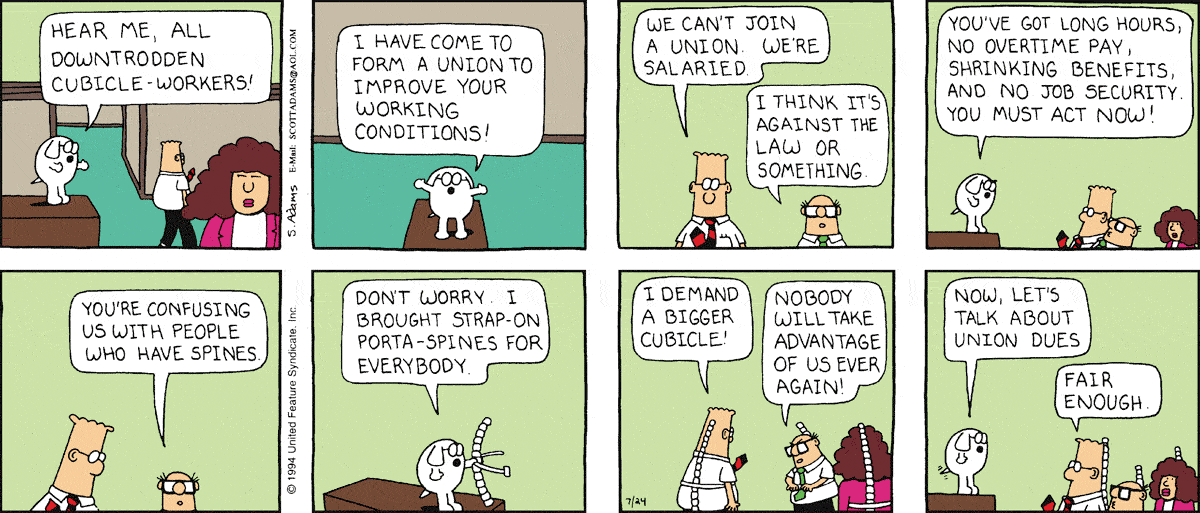 HEAR ME, ALL
DOWNTRODDEN
CUBICLE-WORKERS!
S. Adams E-Mail: SCOTTADAMS@AOL.COM
I HAVE COME TO
FORM A UNION TO
IMPROVE YOUR
WORKING
CONDITIONS!
WE CAN'T JOIN
A UNION. WE'RE
SALARIED.
I THINK IT'S
AGAINST THE
LAW OR
SOMETHING.
YOU'VE GOT LONG HOURS,
NO OVERTIME PAY,
SHRINKING BENEFITS,
AND NO JOB SECURITY.
YOU MUST ACT NOW!
YOU'RE CONFUSING
US WITH PEOPLE
WHO HAVE SPINES.
© 1994 United Feature Syndicate, Inc.
DON'T WORRY. I
BROUGHT STRAP-ON
PORTA-SPINES FOR
EVERYBODY.
I DEMAND
A BIGGER
CUBICLE!
NOBODY
WILL TAKE
ADVANTAGE
OF US EVER
AGAIN!
7/24
NOW, LET'S
TALK ABOUT
UNION DUES
FAIR
ENOUGH.